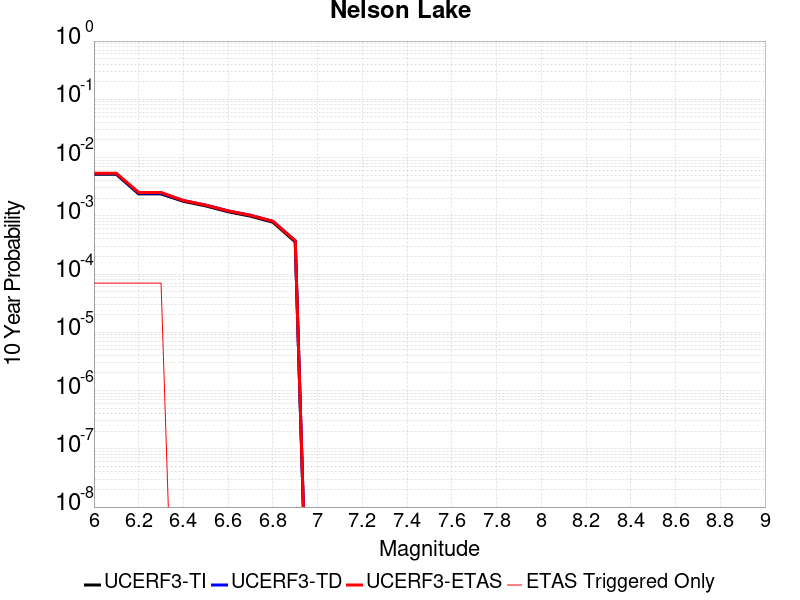 Nelson Lake
10^0
10^-1
10^-2
10^-3
10^-4
10^-5
10^-6
10^-7
10^-8
10 Year Probability
6 6.2 6.4 6.6 6.8 7 7.2 7.4 7.6 7.8 8 8.2 8.4 8.6 8.8 9
Magnitude
UCERF3-TI UCERF3-TD UCERF3-ETAS ETAS Triggered Only